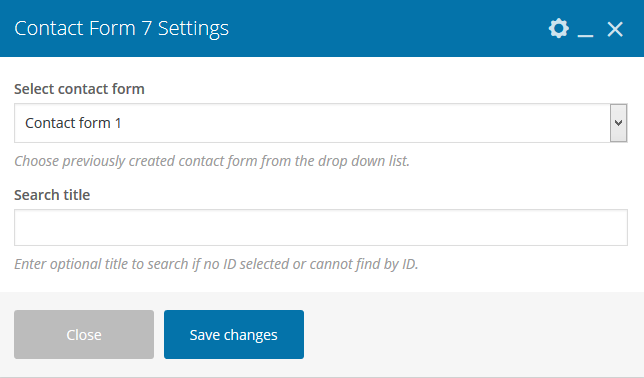 Contact Form 7 Settings
Select contact form
Contact form 1
Choose previously created contact form from the drop down list.
Search title
Enter optional title to search if no ID selected or cannot find by ID.
Close
Save changes